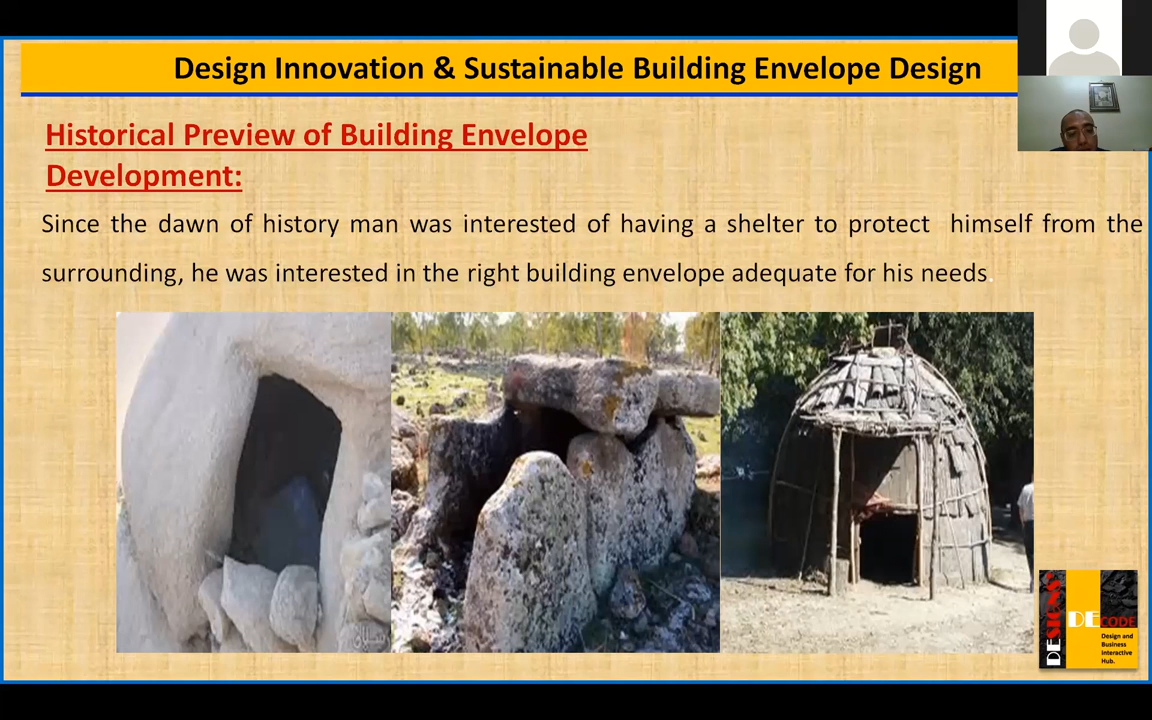 Design Innovation & Sustainable Building Envelope Design
Historical Preview of Building Envelope
Development:
Since the dawn of history man was interested of having a shelter to protect himself from the
surrounding, he was interested in the right building envelope adequate for his needs.
DESIGNS'
DECODE
Design and
Business
Interactive
Hub.